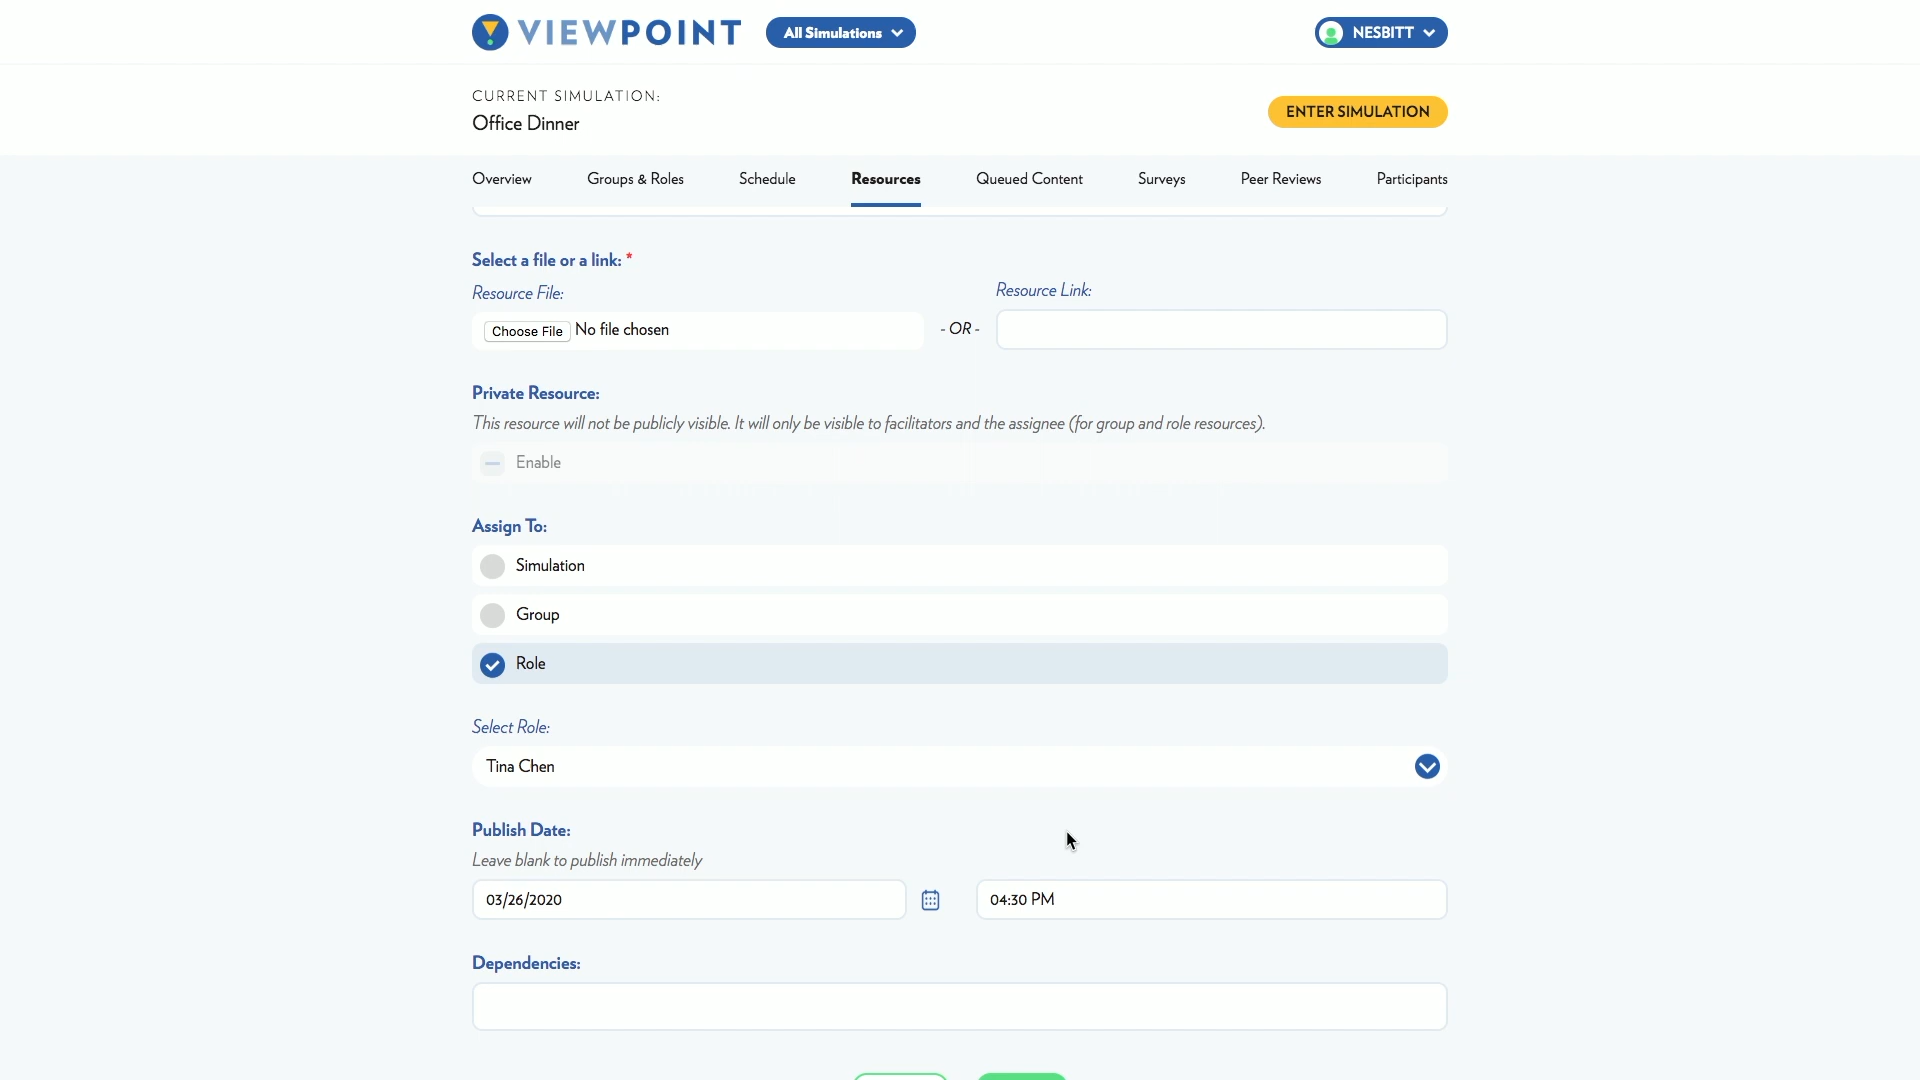 VIEWPOINT
All Simulations
NESBITT
CURRENT SIMULATION:
Office Dinner
ENTER SIMULATION
Overview
Groups & Roles
Schedule
Resources
Queued Content
Surveys
Peer Reviews
Participants
Select a file or a link: *
Resource File:
Resource Link:
Choose File No file chosen
- OR -
Private Resource:
This resource will not be publicly visible. It will only be visible to facilitators and the assignee (for group and role resources).
Enable
Assign To:
Simulation
Group
Role
Select Role:
Tina Chen
Publish Date:
Leave blank to publish immediately
03/26/2020
04:30 PM
Dependencies: